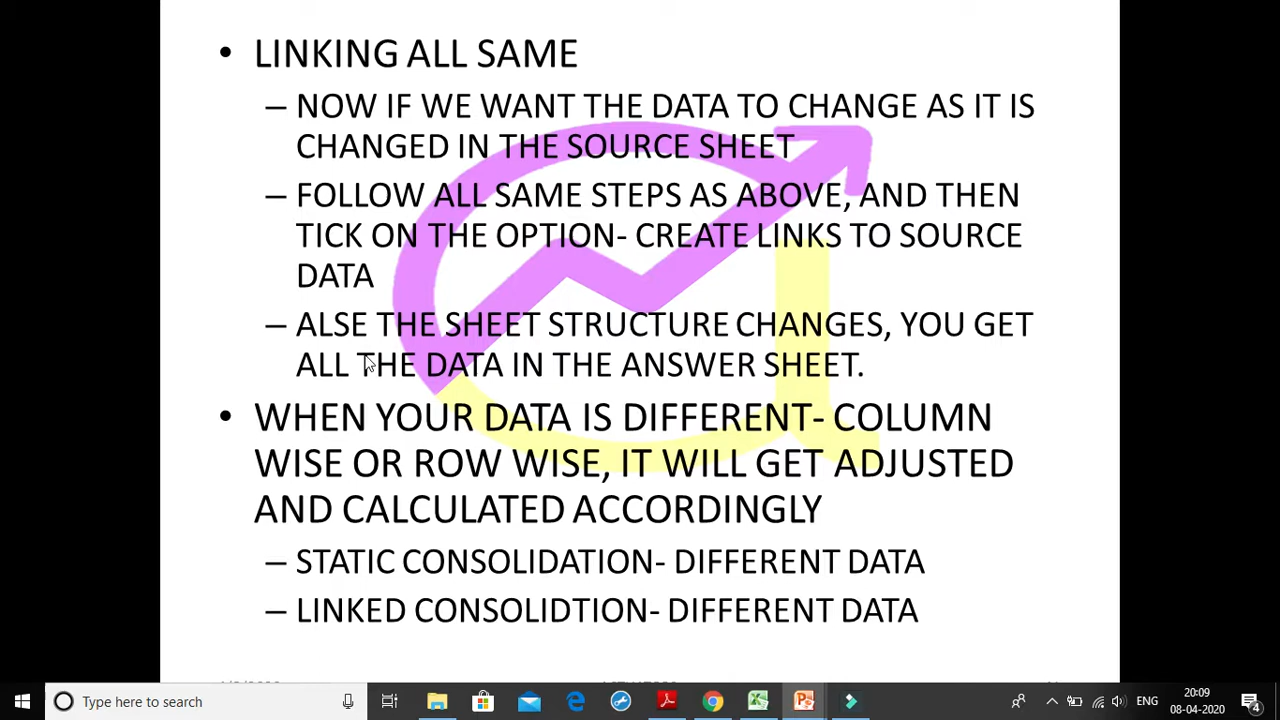 • LINKING ALL SAME
– NOW IF WE WANT THE DATA TO CHANGE AS IT IS
CHANGED IN THE SOURCE SHEET
– FOLLOW ALL SAME STEPS AS ABOVE, AND THEN
TICK ON THE OPTION- CREATE LINKS TO SOURCE
DATA
– ALSE THE SHEET STRUCTURE CHANGES, YOU GET
ALL THE DATA IN THE ANSWER SHEET.
• WHEN YOUR DATA IS DIFFERENT- COLUMN
WISE OR ROW WISE, IT WILL GET ADJUSTED
AND CALCULATED ACCORDINGLY
– STATIC CONSOLIDATION- DIFFERENT DATA
– LINKED CONSOLIDTION- DIFFERENT DATA
Type here to search
ENG
20:09
08-04-2020
4